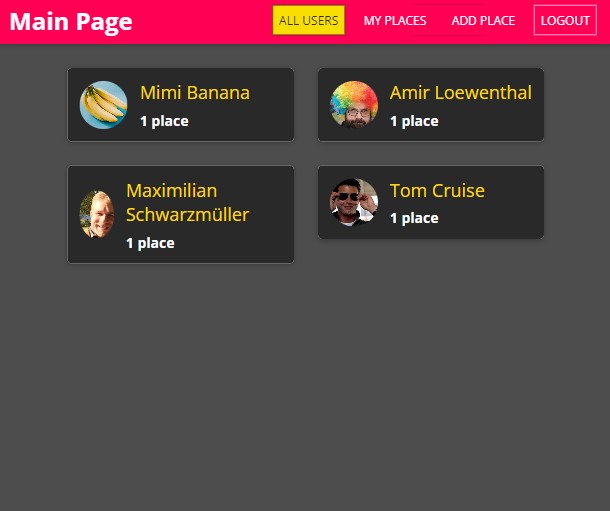 Main Page
ALL USERS
MY PLACES
ADD PLACE
LOGOUT
Mimi Banana
1 place
Amir Loewenthal
1 place
Maximilian
Schwarzmüller
1 place
Tom Cruise
1 place